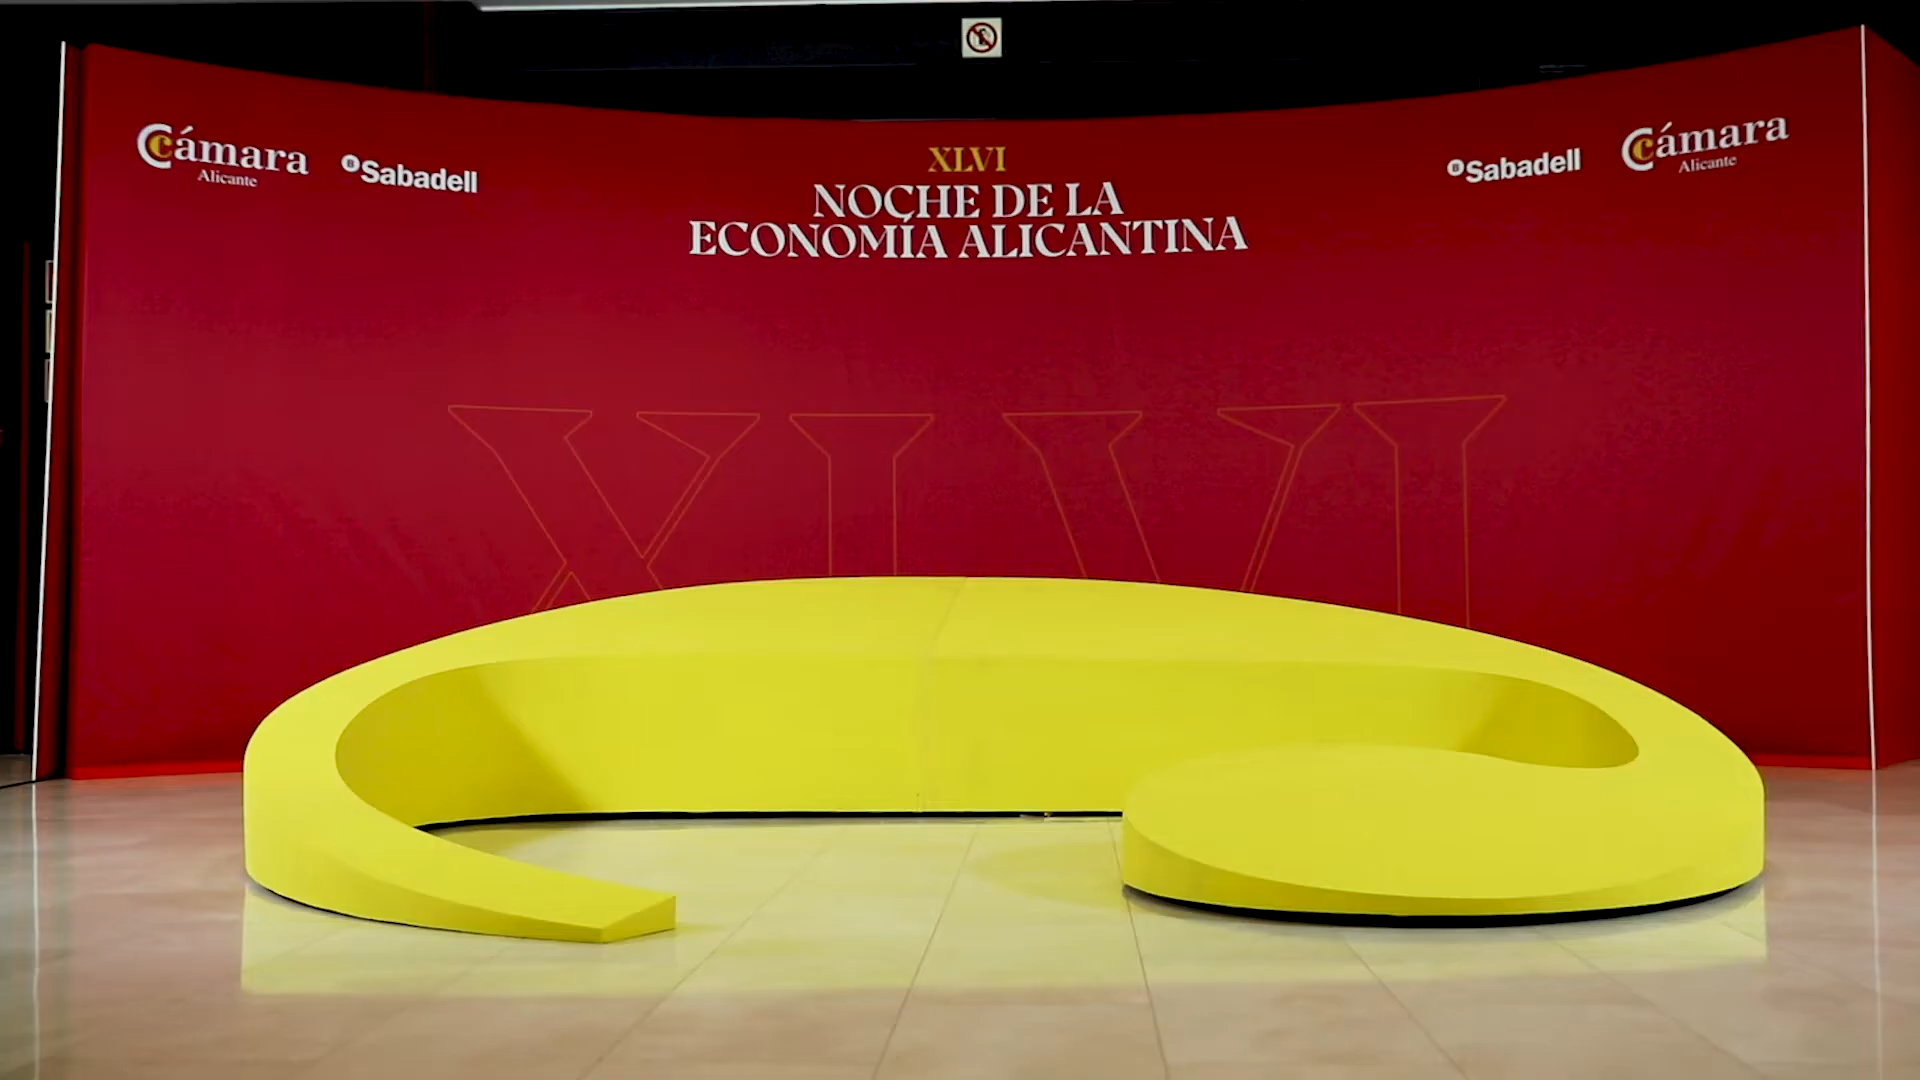 Cámara
Alicante
Sabadell
XLVI
NOCHE DE LA
ECONOMÍA ALICANTINA
Sabadell
Cámara
Alicante
XLVI